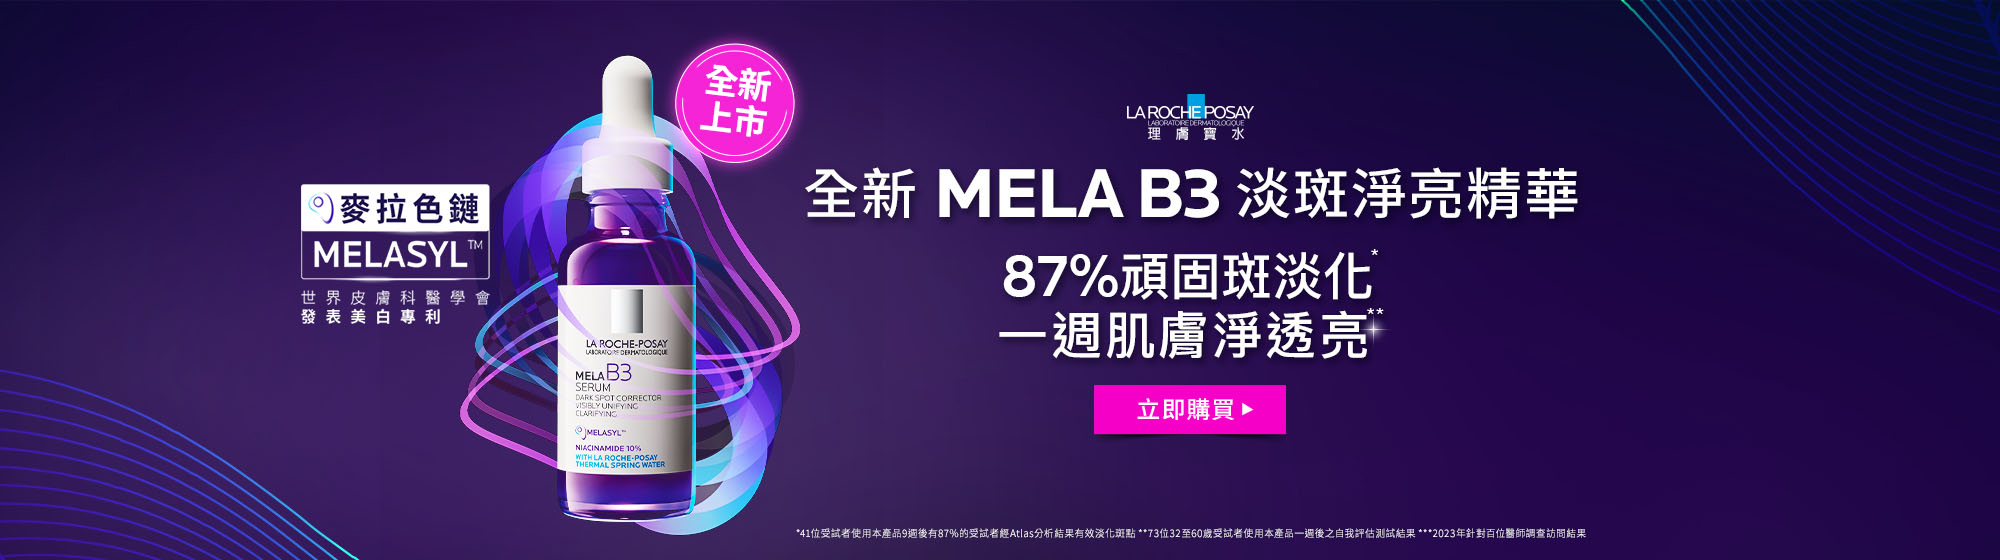 麥拉色鏈
MELASYL™
世界皮膚科醫學會
發表美白專利
全新
上市
LA ROCHE-POSAY
LABORATOIRE DERMATOLOGIQUE
MELA B3
SERUM
DARK SPOT CORRECTOR
VISIBLY UNIFYING
CLARIFYING
MELASYL™
NIACINAMIDE 10%
WITH LA ROCHE-POSAY
THERMAL SPRING WATER
LA ROCHE POSAY
LABORATOIRE DERMATOLOGIQUE
理膚寶水
全新 MELA B3 淡斑淨亮精華
87%頑固斑淡化*
一週肌膚淨透亮**
立即購買
*41位受試者使用本產品9週後有87%的受試者經Atlas分析結果有效淡化斑點 **73位32至60歲受試者使用本產品一週後之自我評估測試結果 ***2023年針對百位醫師調查訪問結果